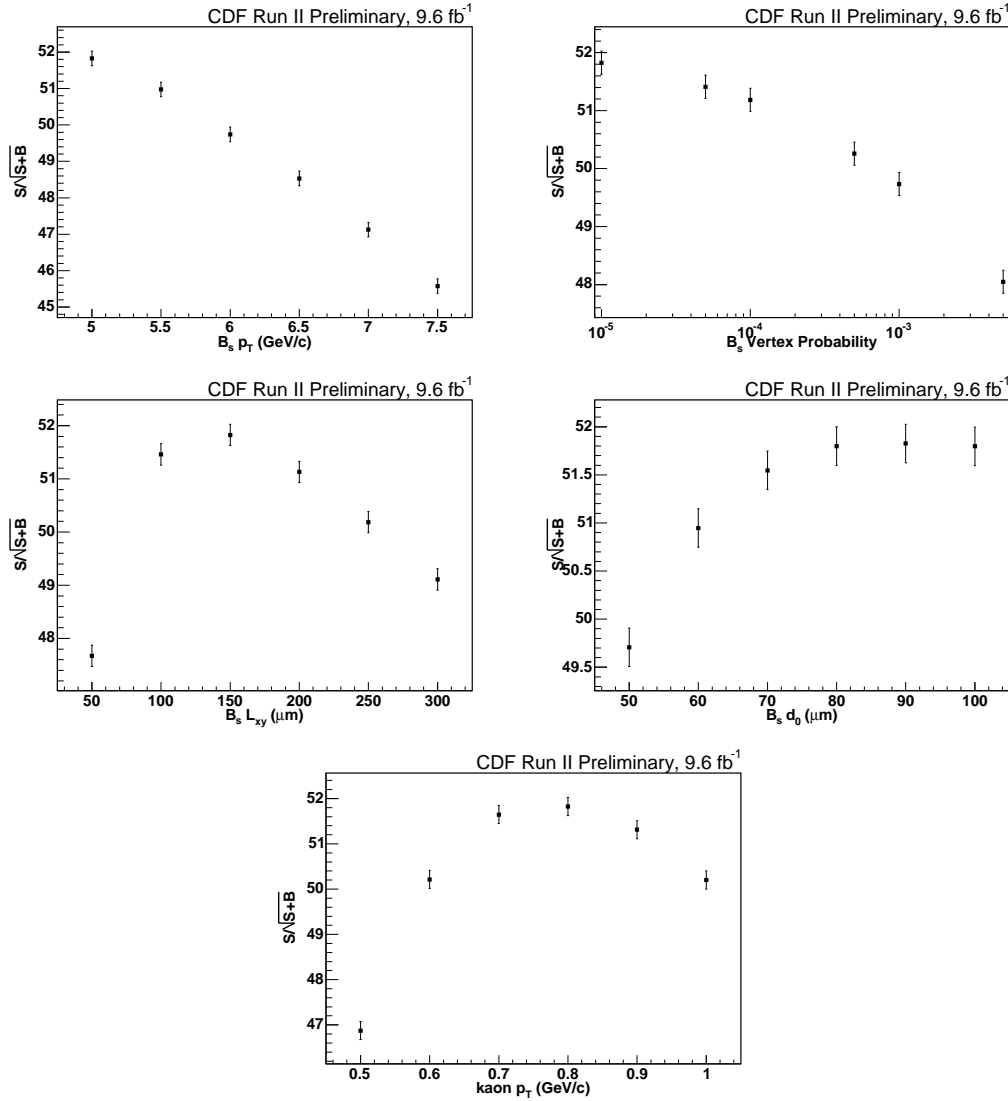 CDF Run II Preliminary, 9.6 fb⁻¹
52
51
50
49
48
47
46
45
S/√S+B
5 5.5 6 6.5 7 7.5
B_s p_T (GeV/c)
CDF Run II Preliminary, 9.6 fb⁻¹
52
51
50
49
48
S/√S+B
10⁻⁵ 10⁻⁴ 10⁻³
B_s Vertex Probability
CDF Run II Preliminary, 9.6 fb⁻¹
52
51
50
49
48
S/√S+B
50 100 150 200 250 300
B_s L_xy (μm)
CDF Run II Preliminary, 9.6 fb⁻¹
52
51.5
51
50.5
50
49.5
S/√S+B
50 60 70 80 90 100
B_s d_0 (μm)
CDF Run II Preliminary, 9.6 fb⁻¹
52
51
50
49
48
47
S/√S+B
0.5 0.6 0.7 0.8 0.9 1
kaon p_T (GeV/c)